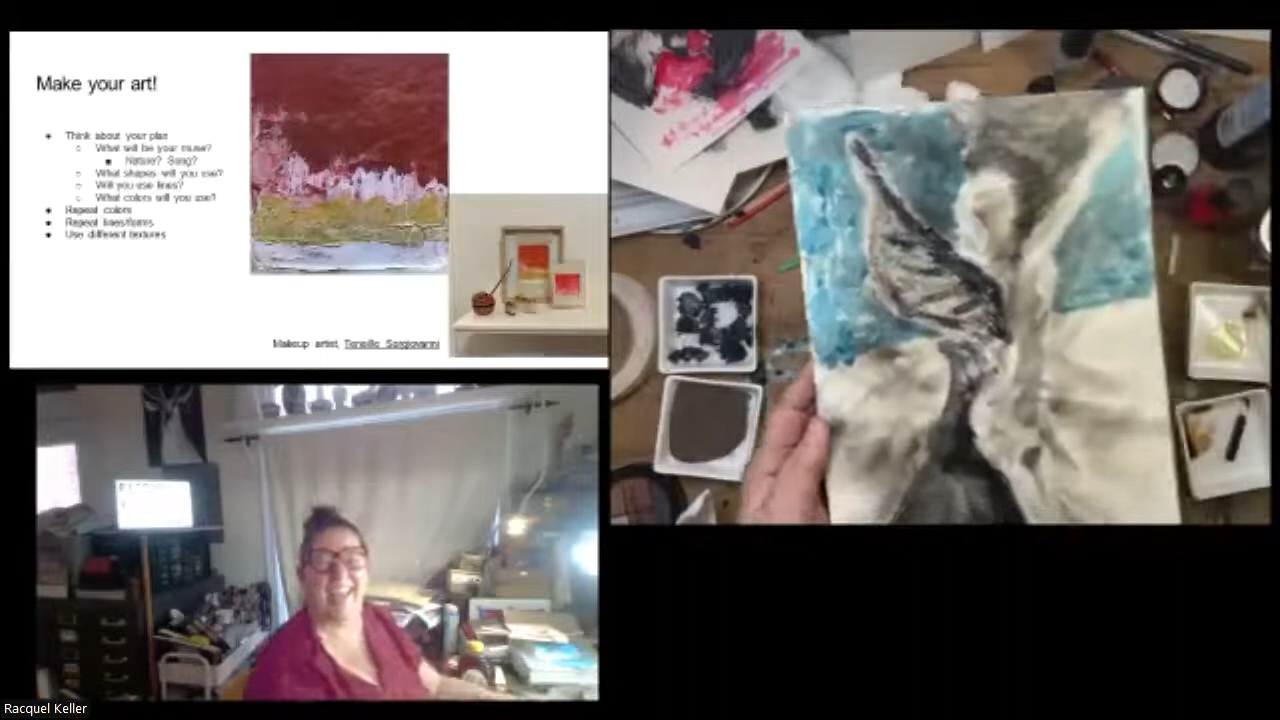 Make your art!
Think about your plan
What will be your muse?
Nature? Song?
What shapes will you use?
Will you use lines?
What colors will you use?
Repeat colors
Repeat lines/forms
Use different textures
Makeup artist,
Racquel Keller